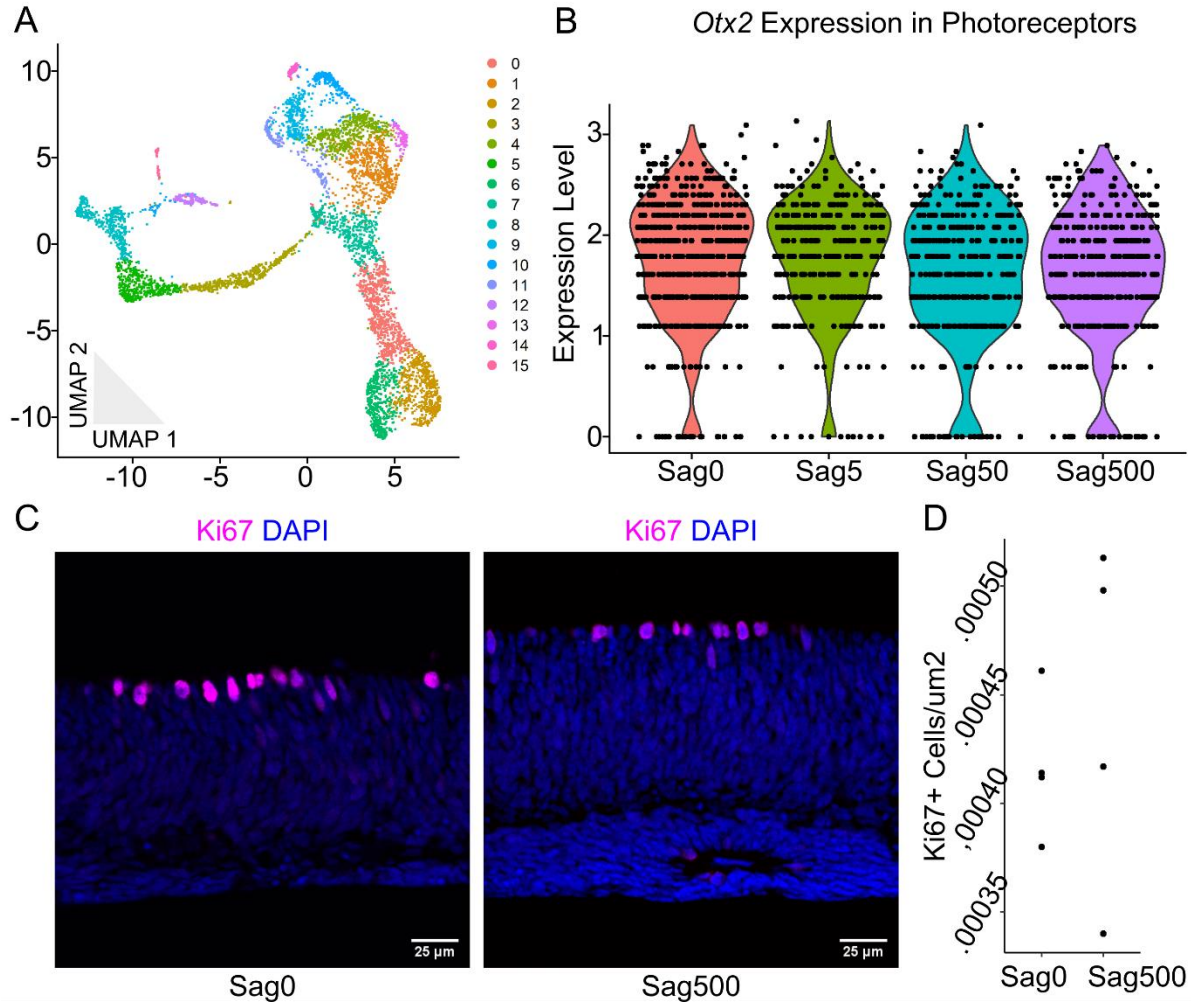 A
10
5
0
-5
-10
-10
-5
0
5
UMAP 2
UMAP 1
0
1
2
3
4
5
6
7
8
9
10
11
12
13
14
15
B
Otx2 Expression in Photoreceptors
Expression Level
3
2
1
0
Sag0
Sag5
Sag50
Sag500
C
Ki67 DAPI
25 µm
Sag0
Ki67 DAPI
25 µm
Sag500
D
Ki67+ Cells/um2
.00050
.00045
,00040
.00035
Sag0
Sag500